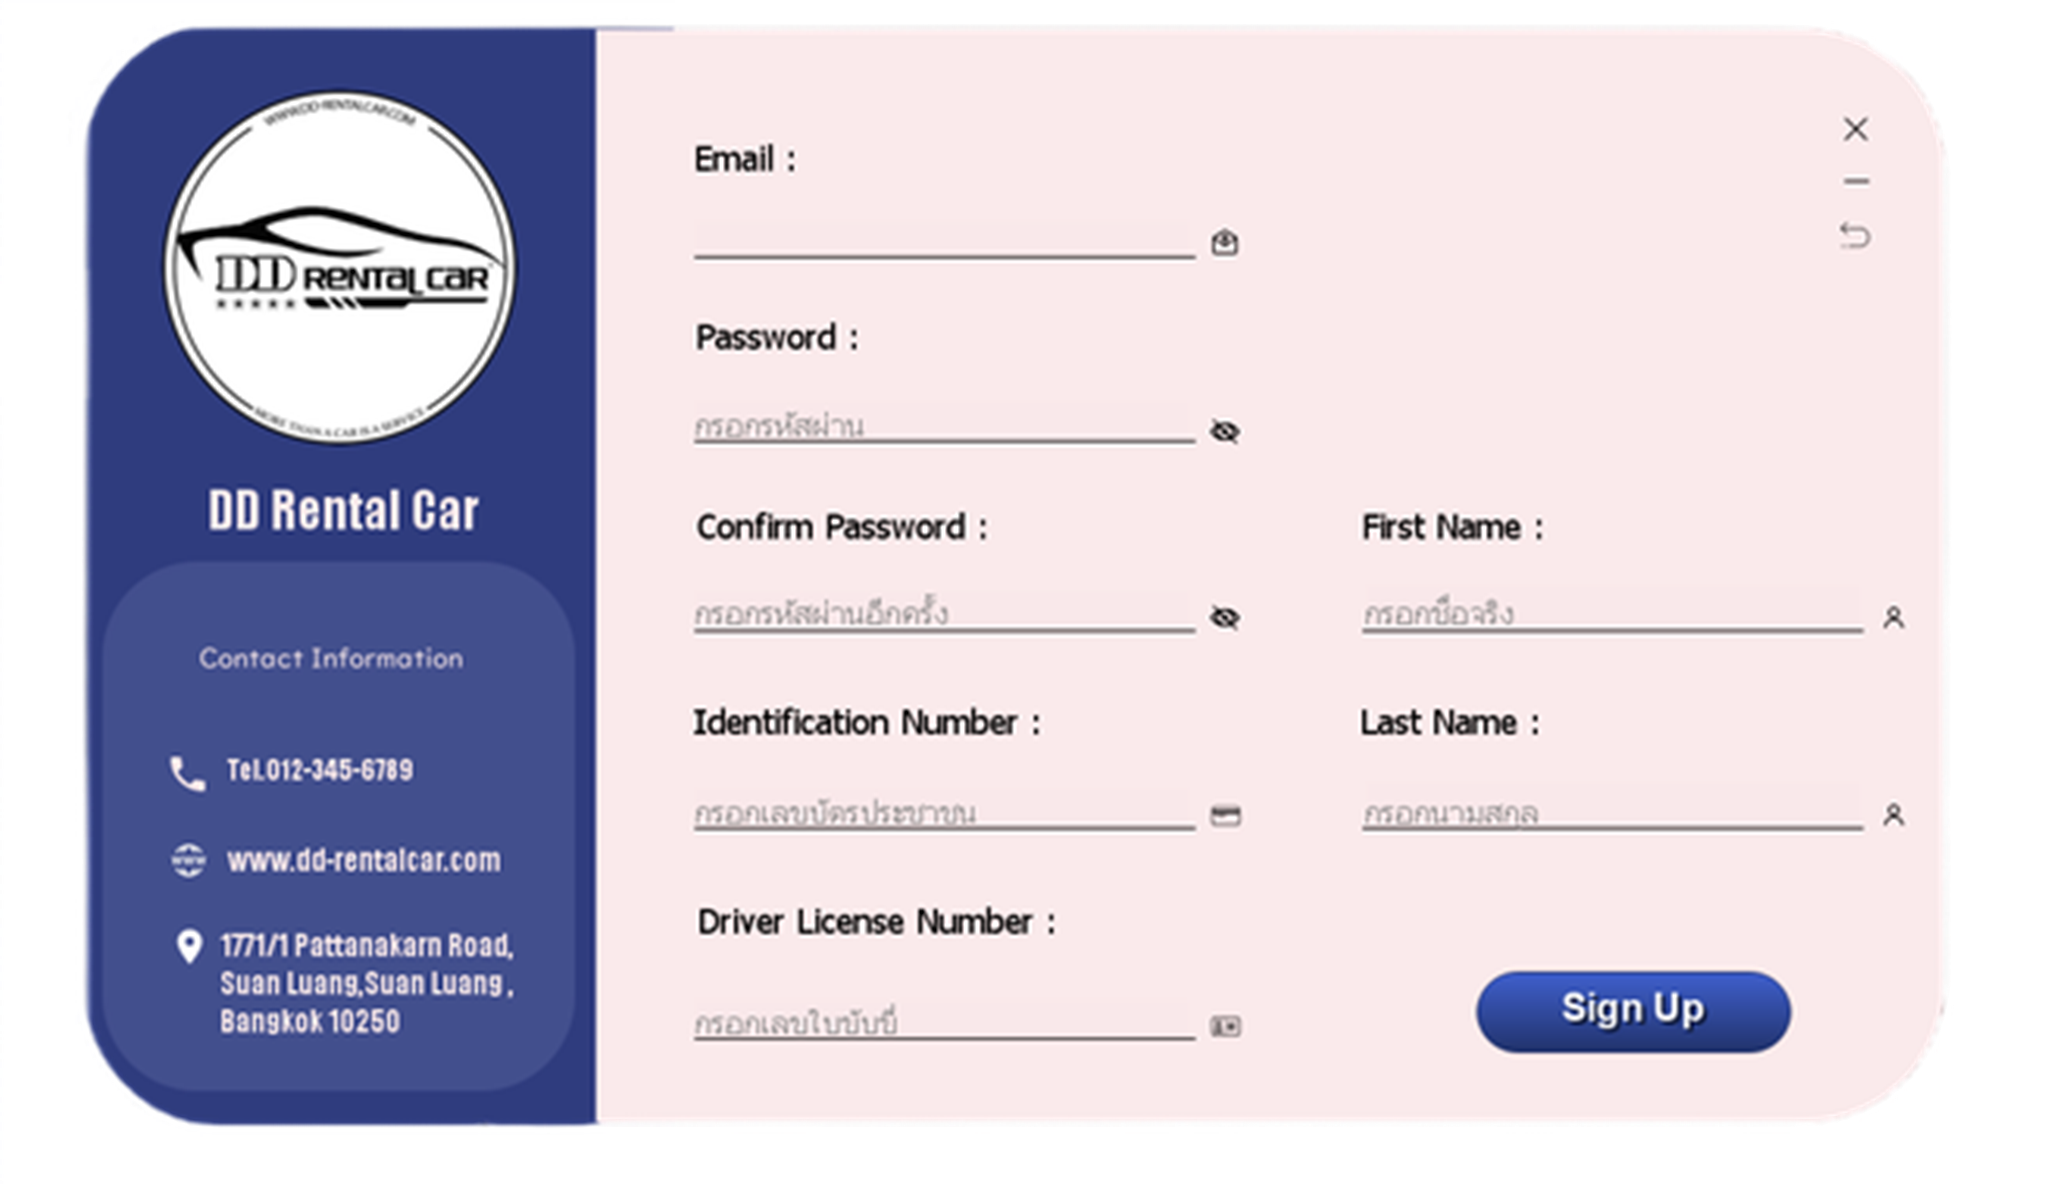 WWW.DD-RENTALCAR.COM
DD RENTAL CAR
MORE THAN A CAR IS A SERVICE
DD Rental Car
Contact Information
Tel.012-345-6789
www
www.dd-rentalcar.com
1771/1 Pattanakarn Road,
Suan Luang,Suan Luang ,
Bangkok 10250
Email :
Password :
กรอกรหัสผ่าน
Confirm Password :
กรอกรหัสผ่านอีกครั้ง
First Name :
กรอกชื่อจริง
Identification Number :
กรอกเลขบัตรประชาชน
Last Name :
กรอกนามสกุล
Driver License Number :
กรอกเลขใบขับขี่
Sign Up